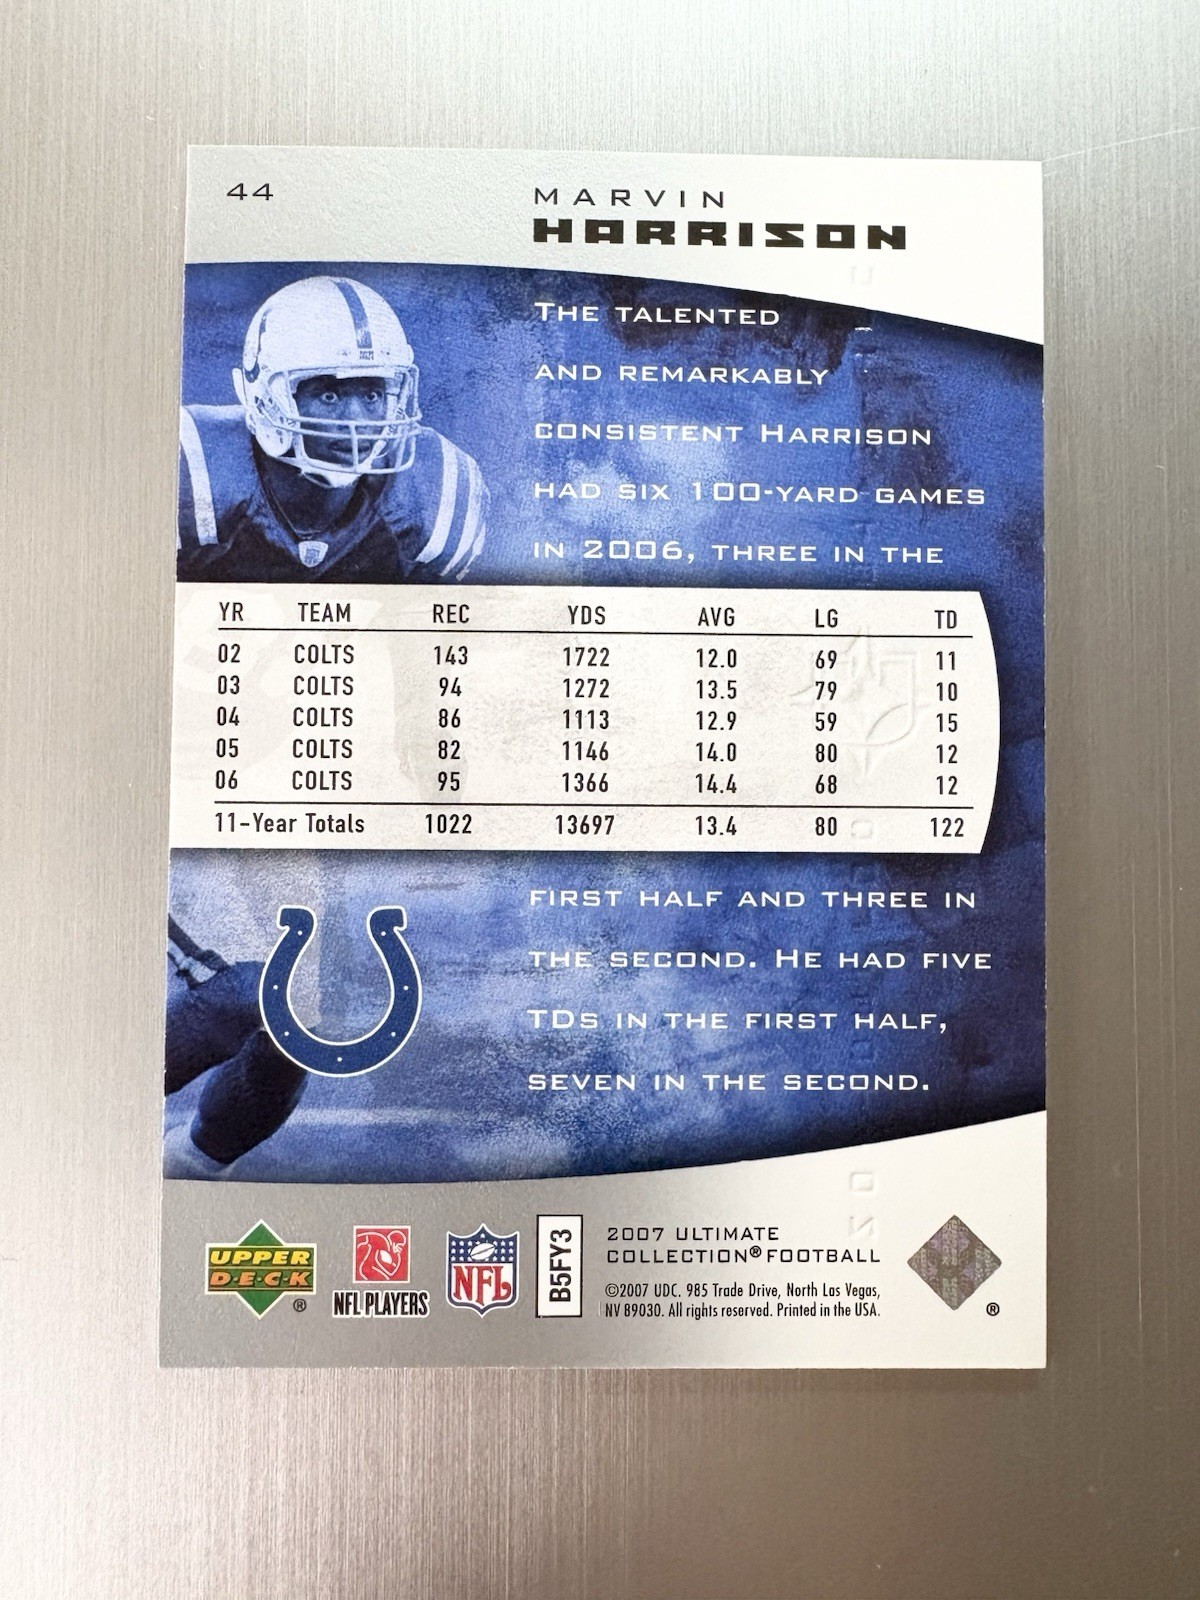 44
MARVIN
HARRISON
THE TALENTED
AND REMARKABLY
CONSISTENT HARRISON
HAD SIX 100-YARD GAMES
IN 2006, THREE IN THE
YR TEAM REC YDS AVG LG TD
02 COLTS 143 1722 12.0 69 11
03 COLTS 94 1272 13.5 79 10
04 COLTS 86 1113 12.9 59 15
05 COLTS 82 1146 14.0 80 12
06 COLTS 95 1366 14.4 68 12
11-Year Totals 1022 13697 13.4 80 122
FIRST HALF AND THREE IN
THE SECOND. HE HAD FIVE
TDS IN THE FIRST HALF,
SEVEN IN THE SECOND.
UPPER
D·E·C·K
®
NFL PLAYERS
NFL
B5FY3
2007 ULTIMATE
COLLECTION® FOOTBALL
©2007 UDC. 985 Trade Drive, North Las Vegas,
NV 89030. All rights reserved. Printed in the USA.
®